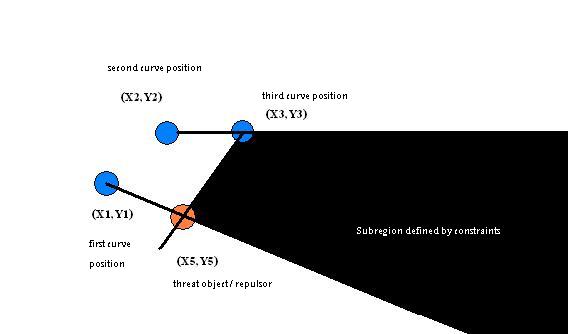 second curve position
(X2, Y2)
third curve position
(X3, Y3)
(X1, Y1)
first curve
position
Subregion defined by constraints
(X5, Y5)
threat object/ repulsor